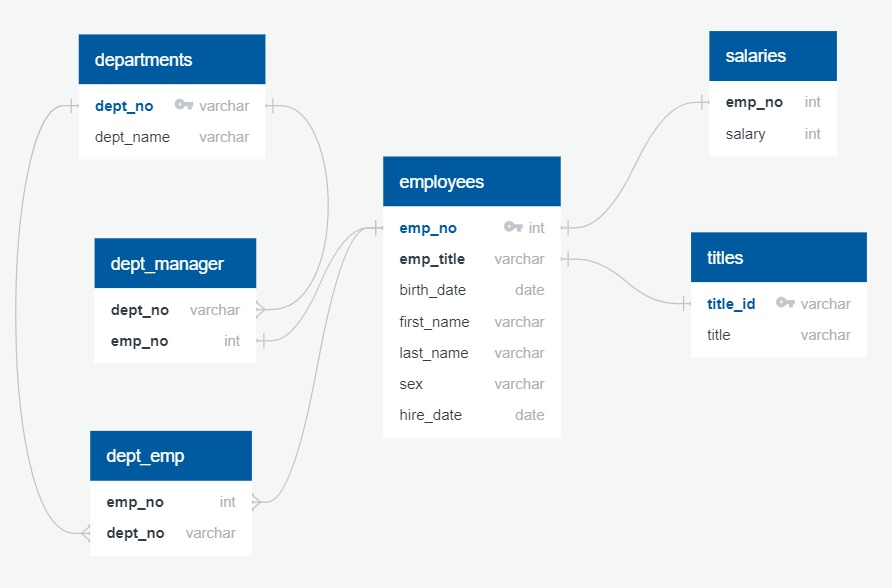 departments
dept_no varchar
dept_name varchar
dept_manager
dept_no varchar
emp_no int
dept_emp
emp_no int
dept_no varchar
employees
emp_no int
emp_title varchar
birth_date date
first_name varchar
last_name varchar
sex varchar
hire_date date
salaries
emp_no int
salary int
titles
title_id varchar
title varchar